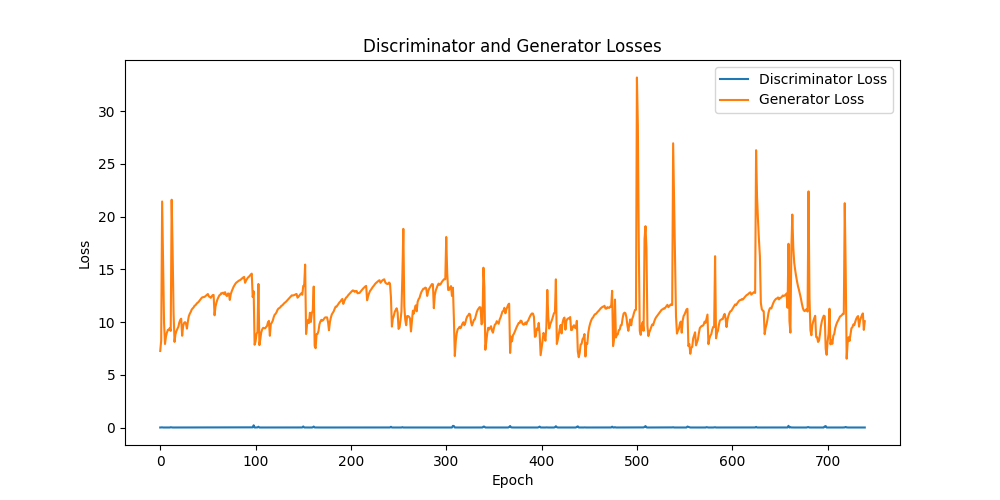 Discriminator and Generator Losses
Discriminator Loss
Generator Loss
Loss
30
25
20
15
10
5
0
0 100 200 300 400 500 600 700
Epoch